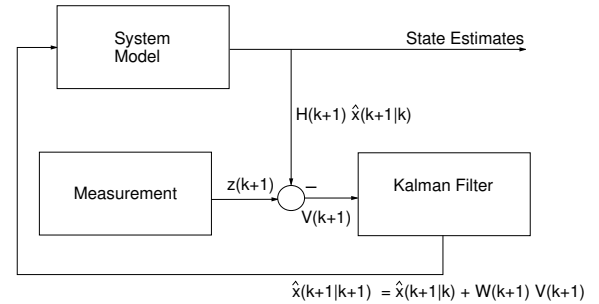 System
Model
State Estimates
H(k+1) x̂(k+1|k)
Measurement
z(k+1)
−
V(k+1)
Kalman Filter
x̂(k+1|k+1) = x̂(k+1|k) + W(k+1) V(k+1)